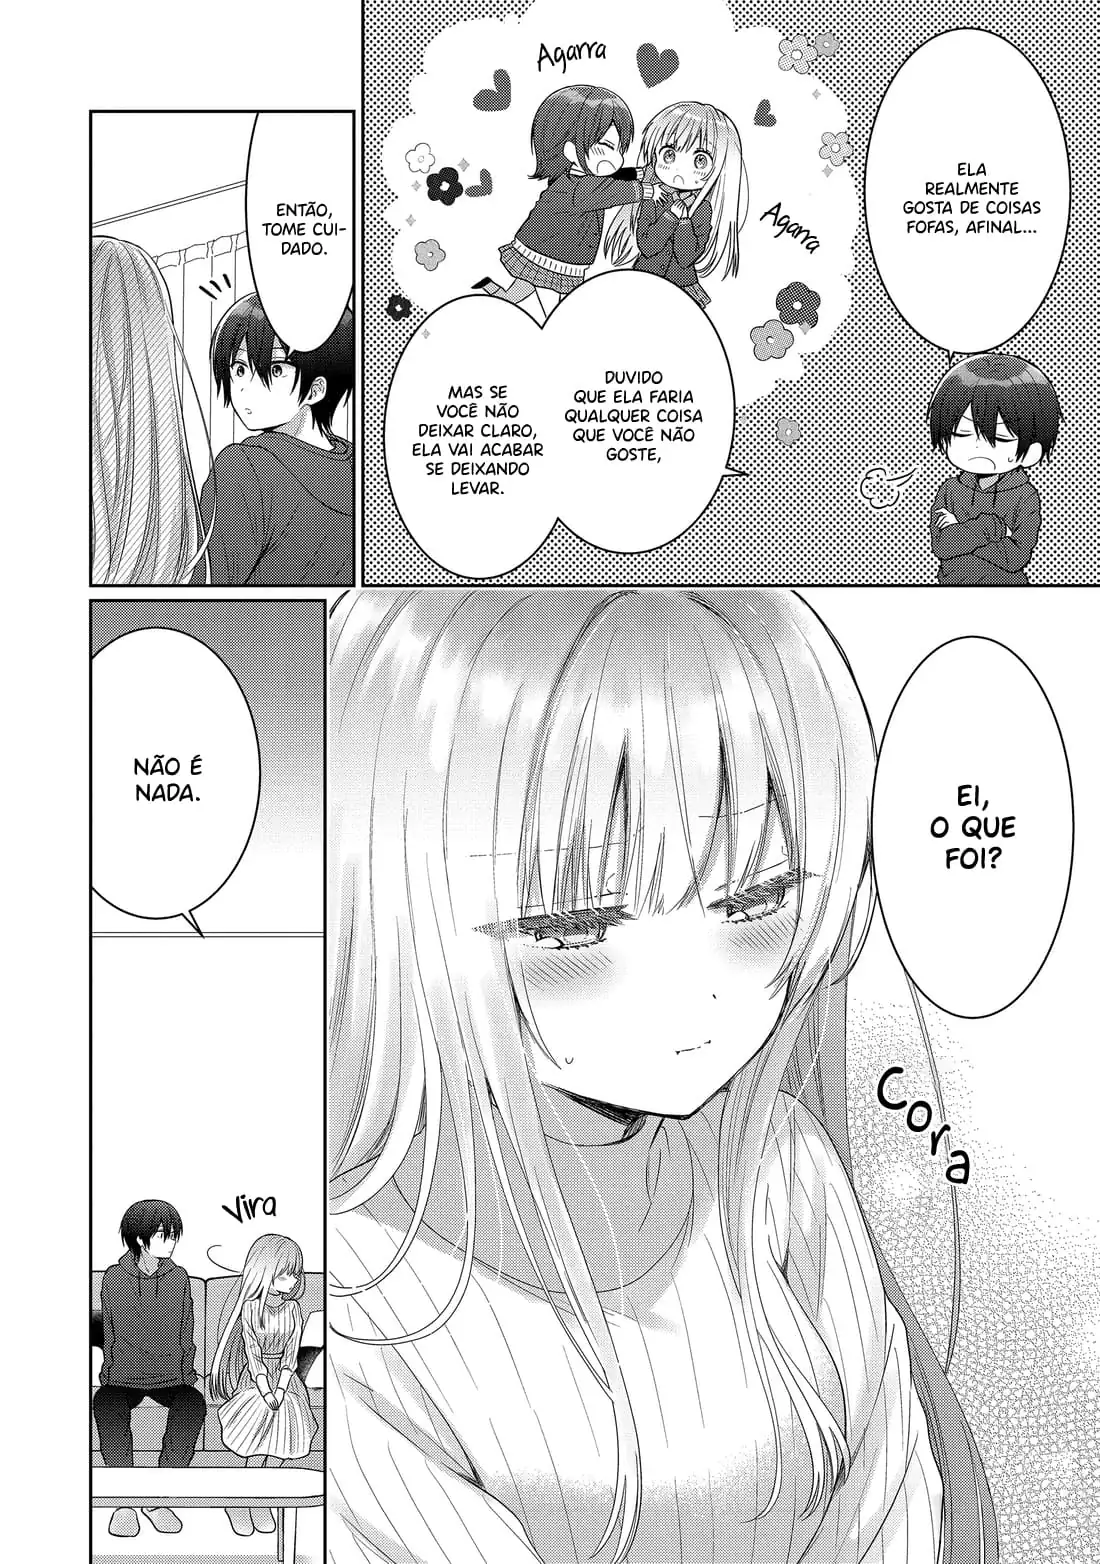 ELA
REALMENTE
GOSTA DE COISAS
FOFAS, AFINAL...
Agarra
Agarra
DUVIDO
QUE ELA FARIA
QUALQUER COISA
QUE VOCÊ NÃO
GOSTE,
MAS SE
VOCÊ NÃO
DEIXAR CLARO,
ELA VAI ACABAR
SE DEIXANDO
LEVAR.
ENTÃO,
TOME CUI-
DADO.
EI,
O QUE
FOI?
Cora
NÃO É
NADA.
Vira